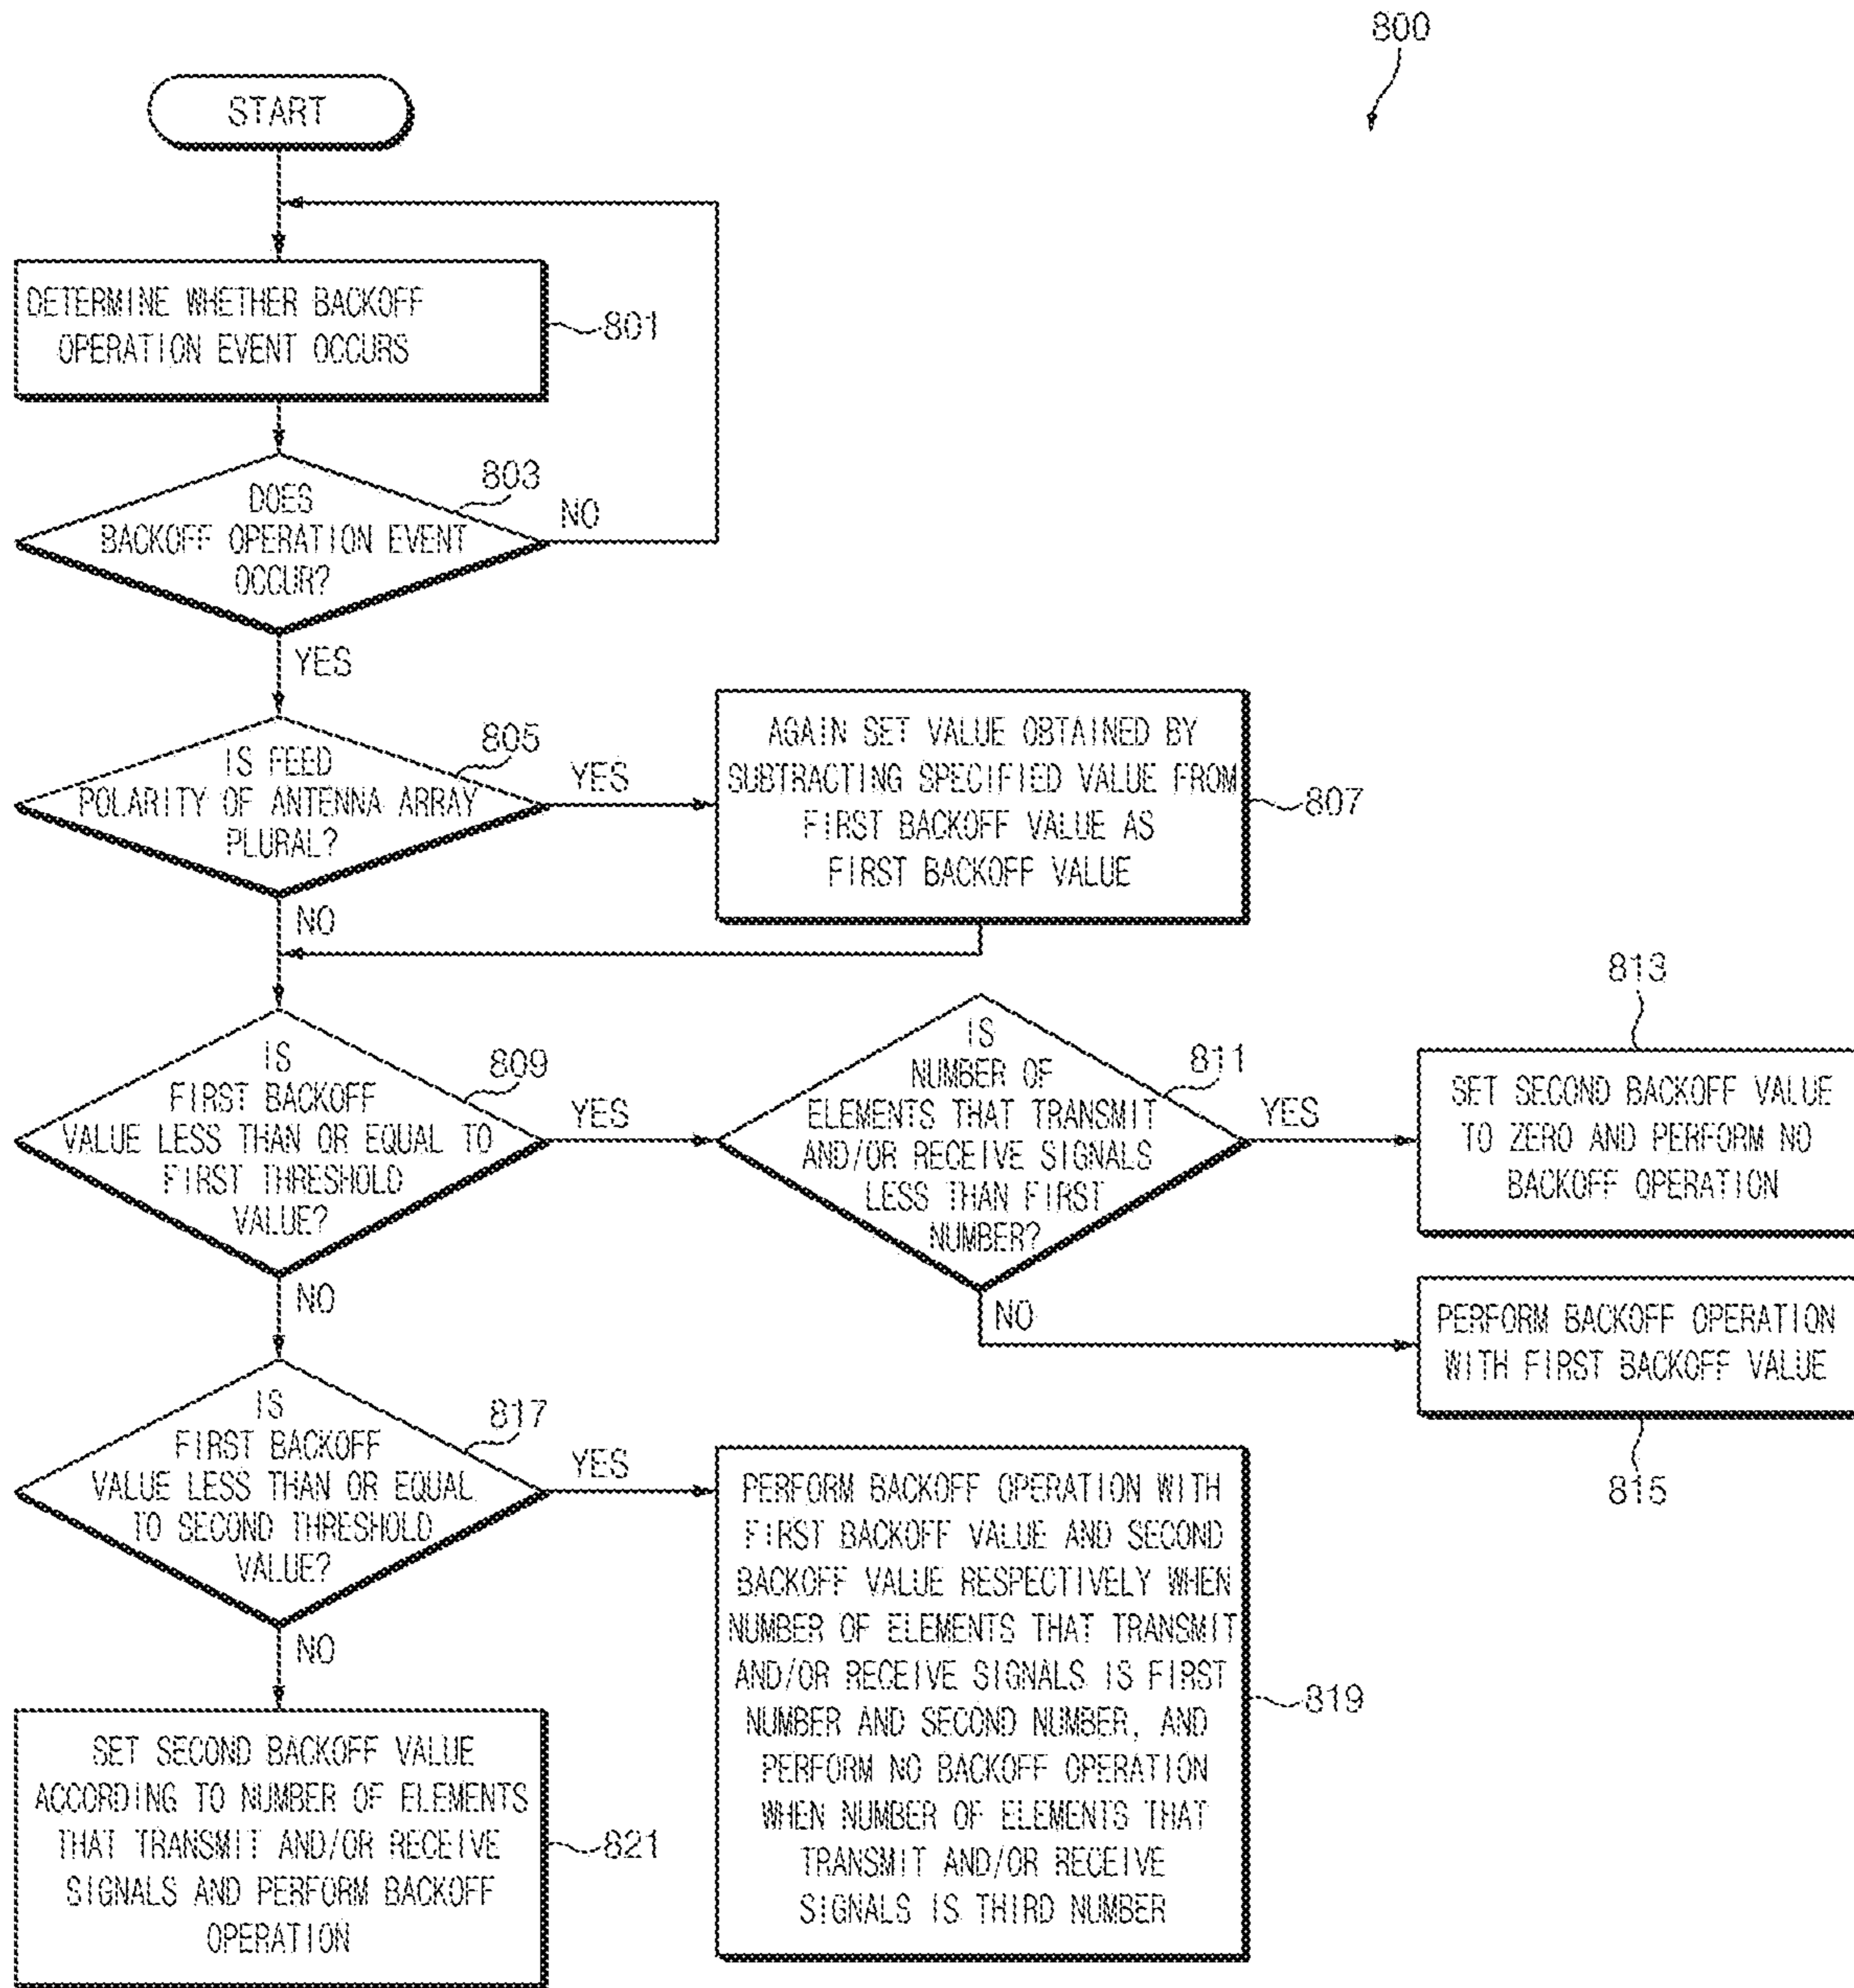 800
START
DETERMINE WHETHER BACKOFF
OPERATION EVENT OCCURS
801
DOES
BACKOFF OPERATION EVENT
OCCUR?
803
NO
YES
IS FEED
POLARITY OF ANTENNA ARRAY
PLURAL?
805
YES
AGAIN SET VALUE OBTAINED BY
SUBTRACTING SPECIFIED VALUE FROM
FIRST BACKOFF VALUE AS
FIRST BACKOFF VALUE
807
NO
IS
FIRST BACKOFF
VALUE LESS THAN OR EQUAL TO
FIRST THRESHOLD
VALUE?
809
YES
IS
NUMBER OF
ELEMENTS THAT TRANSMIT
AND/OR RECEIVE SIGNALS
LESS THAN FIRST
NUMBER?
811
YES
813
SET SECOND BACKOFF VALUE
TO ZERO AND PERFORM NO
BACKOFF OPERATION
NO
PERFORM BACKOFF OPERATION
WITH FIRST BACKOFF VALUE
815
NO
IS
FIRST BACKOFF
VALUE LESS THAN OR EQUAL
TO SECOND THRESHOLD
VALUE?
817
YES
PERFORM BACKOFF OPERATION WITH
FIRST BACKOFF VALUE AND SECOND
BACKOFF VALUE RESPECTIVELY WHEN
NUMBER OF ELEMENTS THAT TRANSMIT
AND/OR RECEIVE SIGNALS IS FIRST
NUMBER AND SECOND NUMBER, AND
PERFORM NO BACKOFF OPERATION
WHEN NUMBER OF ELEMENTS THAT
TRANSMIT AND/OR RECEIVE
SIGNALS IS THIRD NUMBER
819
NO
SET SECOND BACKOFF VALUE
ACCORDING TO NUMBER OF ELEMENTS
THAT TRANSMIT AND/OR RECEIVE
SIGNALS AND PERFORM BACKOFF
OPERATION
821